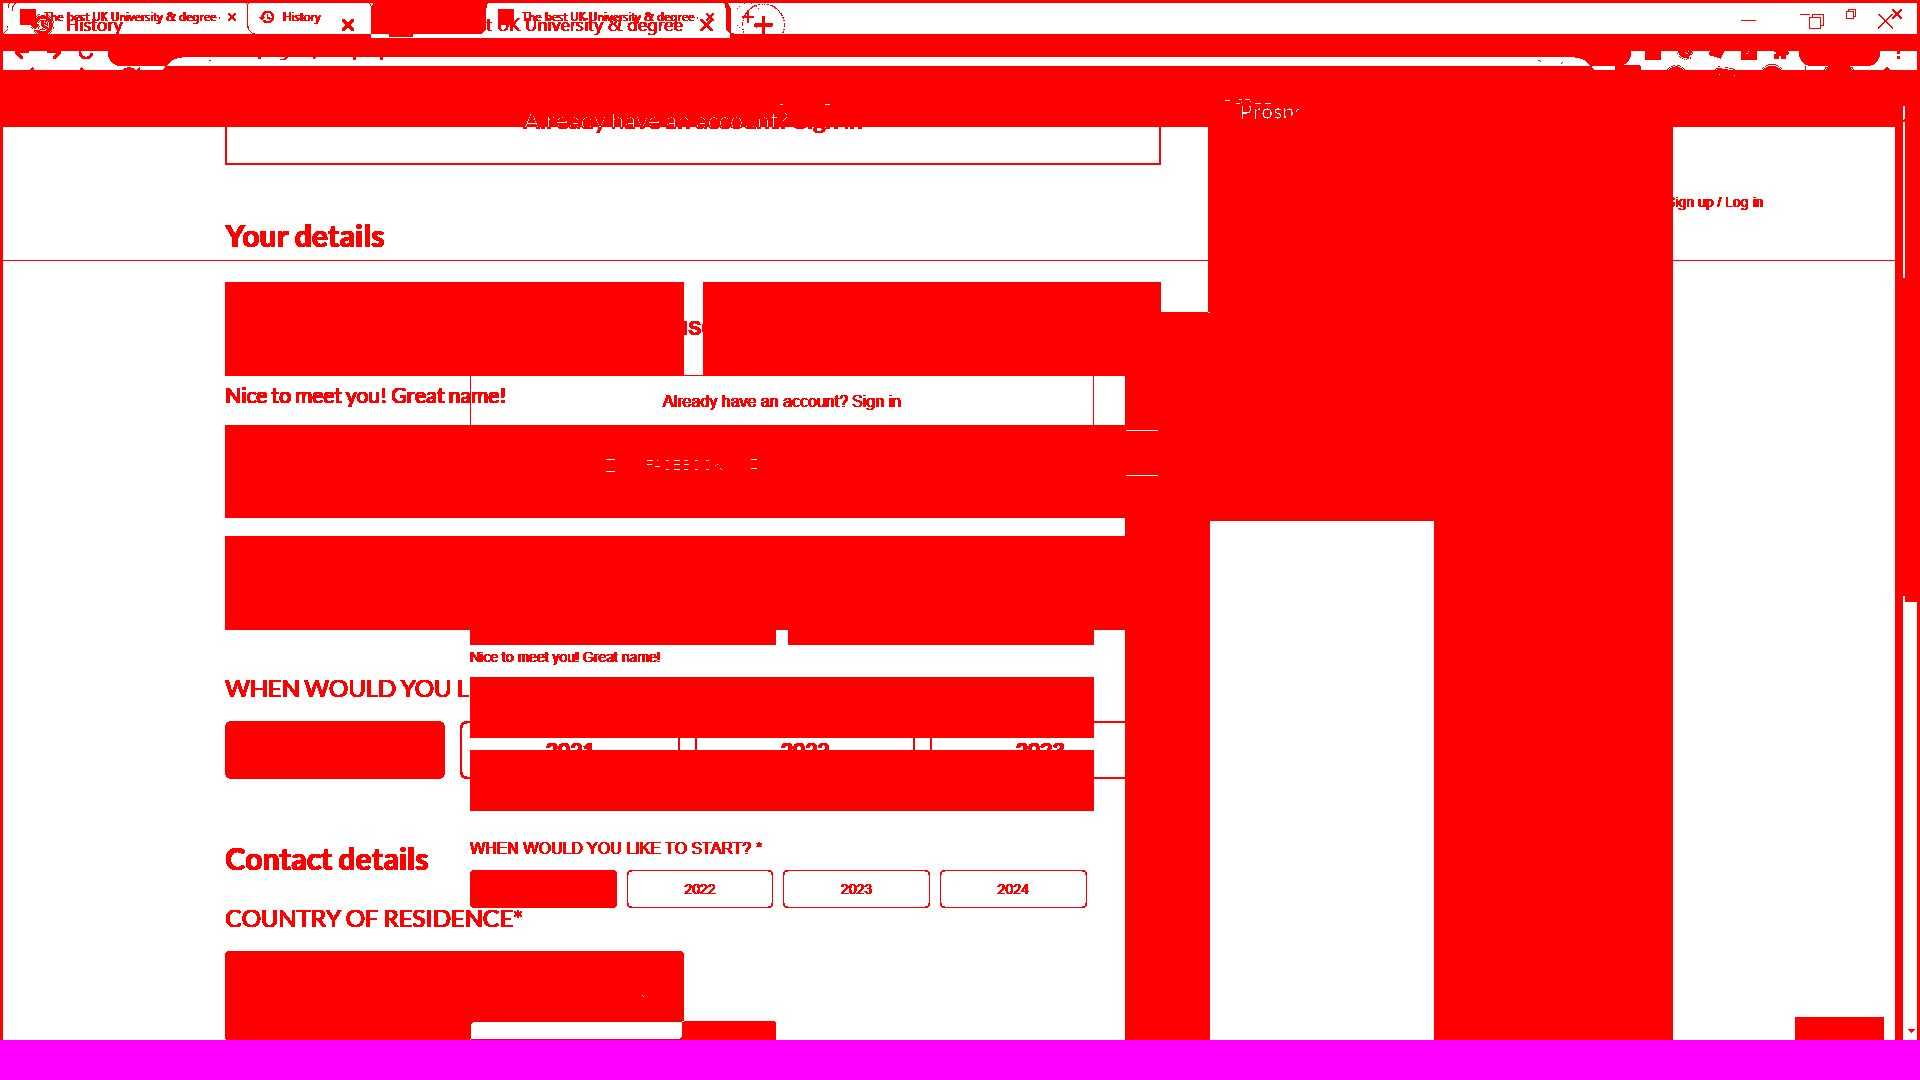 The best UK University & degree
History
The best UK University & degree
History
t UK University & degree
Already have an account? Sign in
Sign up / Log in
Your details
Nice to meet you! Great name!
Already have an account? Sign in
FACEBOOK
Nice to meet you! Great name!
WHEN WOULD YOU L
2021
2022
2023
WHEN WOULD YOU LIKE TO START? *
Contact details
2022
2023
2024
COUNTRY OF RESIDENCE*